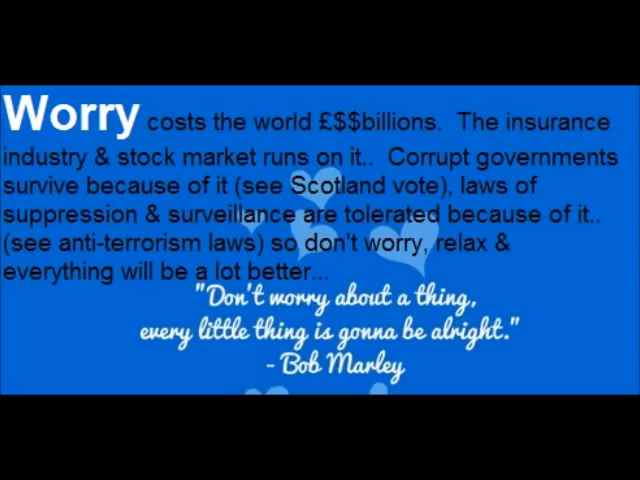 Worry costs the world £$$billions.  The insurance
industry & stock market runs on it..  Corrupt governments
survive because of it (see Scotland vote), laws of
suppression & surveillance are tolerated because of it..
(see anti-terrorism laws) so don't worry, relax &
everything will be a lot better...
"Don't worry about a thing,
every little thing is gonna be alright."
- Bob Marley